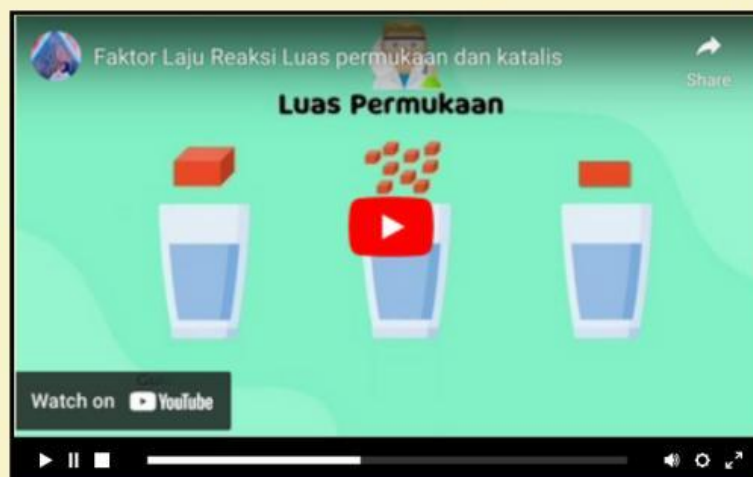 Faktor Laju Reaksi Luas permukaan dan katalis
Share
Luas Permukaan
Watch on YouTube